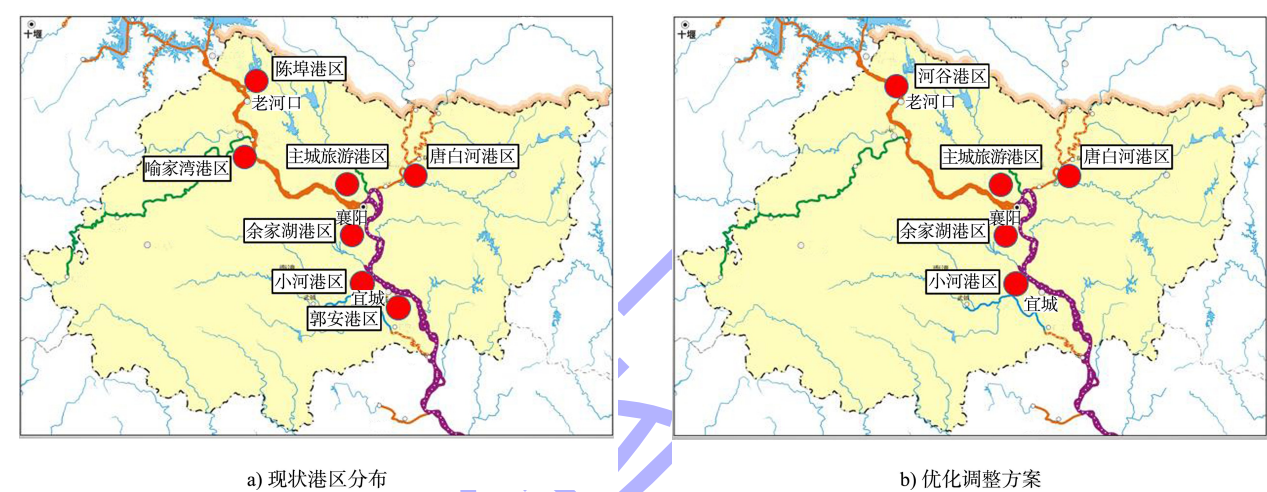 十堰
陈埠港区
老河口
喻家湾港区
主城旅游港区
唐白河港区
襄阳
余家湖港区
小河港区
宜城
郭安港区
a) 现状港区分布
十堰
河谷港区
老河口
主城旅游港区
唐白河港区
襄阳
余家湖港区
小河港区
宜城
b) 优化调整方案